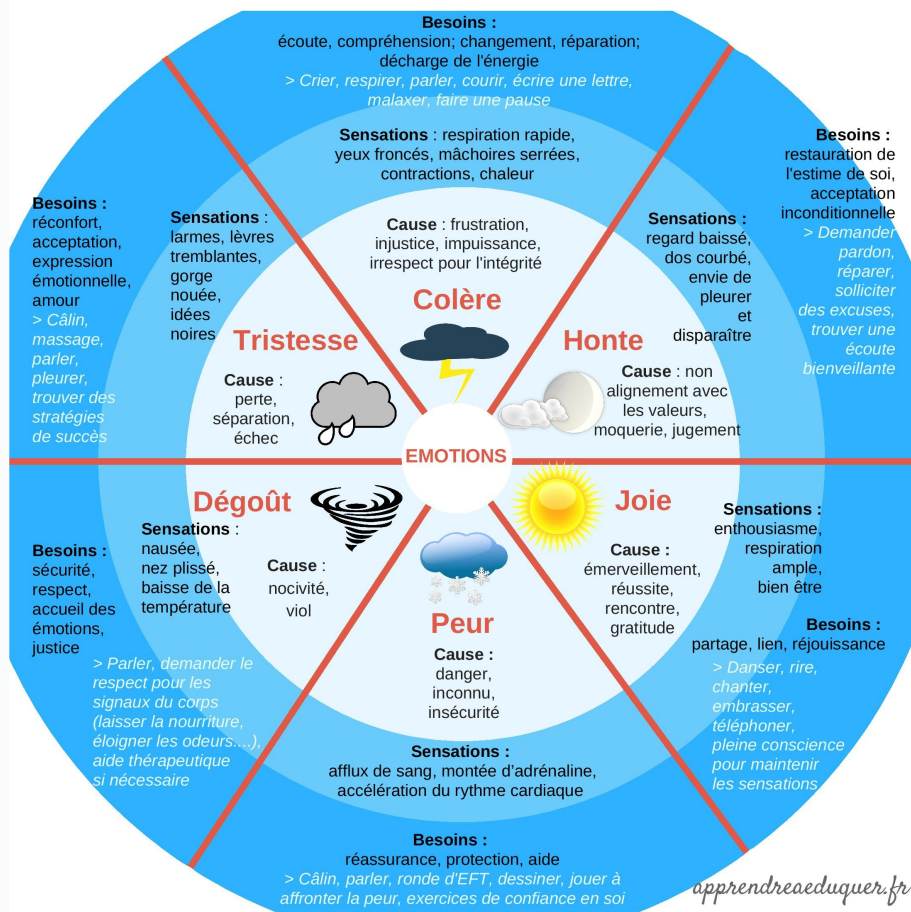 Besoins :
écoute, compréhension; changement, réparation;
décharge de l'énergie
> Crier, respirer, parler, courir, écrire une lettre,
malaxer, faire une pause
Sensations : respiration rapide,
yeux froncés, mâchoires serrées,
contractions, chaleur
Cause : frustration,
injustice, impuissance,
irrespect pour l'intégrité
Colère
Besoins :
restauration de
l'estime de soi,
acceptation
inconditionnelle
> Demander
pardon,
réparer,
solliciter
des excuses,
trouver une
écoute
bienveillante
Sensations :
regard baissé,
dos courbé,
envie de
pleurer
et
disparaître
Honte
Cause : non
alignement avec
les valeurs,
moquerie, jugement
Besoins :
réconfort,
acceptation,
expression
émotionnelle,
amour
> Câlin,
massage,
parler,
pleurer,
trouver des
stratégies
de succès
Sensations :
larmes, lèvres
tremblantes,
gorge
nouée,
idées
noires
Tristesse
Cause :
perte,
séparation,
échec
EMOTIONS
Dégoût
Sensations :
nausée,
nez plissé,
baisse de la
température
Cause :
nocivité,
viol
Besoins :
sécurité,
respect,
accueil des
émotions,
justice
> Parler, demander le
respect pour les
signaux du corps
(laisser la nourriture,
éloigner les odeurs....),
aide thérapeutique
si nécessaire
Joie
Cause :
émerveillement,
réussite,
rencontre,
gratitude
Sensations :
enthousiasme,
respiration
ample,
bien être
Besoins :
partage, lien, réjouissance
> Danser, rire,
chanter,
embrasser,
téléphoner,
pleine conscience
pour maintenir
les sensations
Peur
Cause :
danger,
inconnu,
insécurité
Sensations :
afflux de sang, montée d'adrénaline,
accélération du rythme cardiaque
Besoins :
réassurance, protection, aide
> Câlin, parler, ronde d'EFT, dessiner, jouer à
affronter la peur, exercices de confiance en soi
apprendreaeduquer.fr